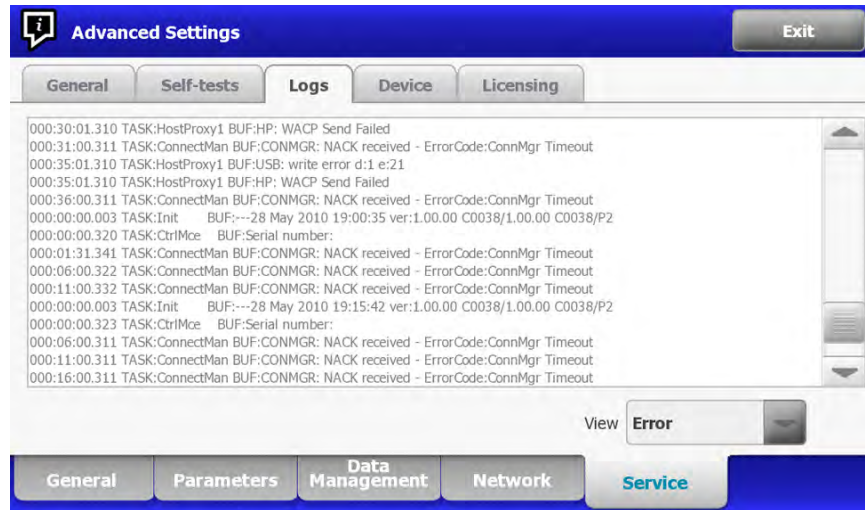 Advanced Settings
Exit
General Self-tests Logs Device Licensing
000:30:01.310 TASK:HostProxy1 BUF:HP: WACP Send Failed
000:31:00.311 TASK:ConnectMan BUF:CONMGR: NACK received - ErrorCode:ConnMgr Timeout
000:35:01.310 TASK:HostProxy1 BUF:USB: write error d:1 e:21
000:35:01.310 TASK:HostProxy1 BUF:HP: WACP Send Failed
000:36:00.311 TASK:ConnectMan BUF:CONMGR: NACK received - ErrorCode:ConnMgr Timeout
000:00:00.003 TASK:Init BUF:---28 May 2010 19:00:35 ver:1.00.00 C0038/1.00.00 C0038/P2
000:00:00.320 TASK:CtrlMce BUF:Serial number:
000:01:31.341 TASK:ConnectMan BUF:CONMGR: NACK received - ErrorCode:ConnMgr Timeout
000:06:00.322 TASK:ConnectMan BUF:CONMGR: NACK received - ErrorCode:ConnMgr Timeout
000:11:00.332 TASK:ConnectMan BUF:CONMGR: NACK received - ErrorCode:ConnMgr Timeout
000:00:00.003 TASK:Init BUF:---28 May 2010 19:15:42 ver:1.00.00 C0038/1.00.00 C0038/P2
000:00:00.323 TASK:CtrlMce BUF:Serial number:
000:06:00.311 TASK:ConnectMan BUF:CONMGR: NACK received - ErrorCode:ConnMgr Timeout
000:11:00.311 TASK:ConnectMan BUF:CONMGR: NACK received - ErrorCode:ConnMgr Timeout
000:16:00.311 TASK:ConnectMan BUF:CONMGR: NACK received - ErrorCode:ConnMgr Timeout
View Error
General Parameters Data Management Network Service